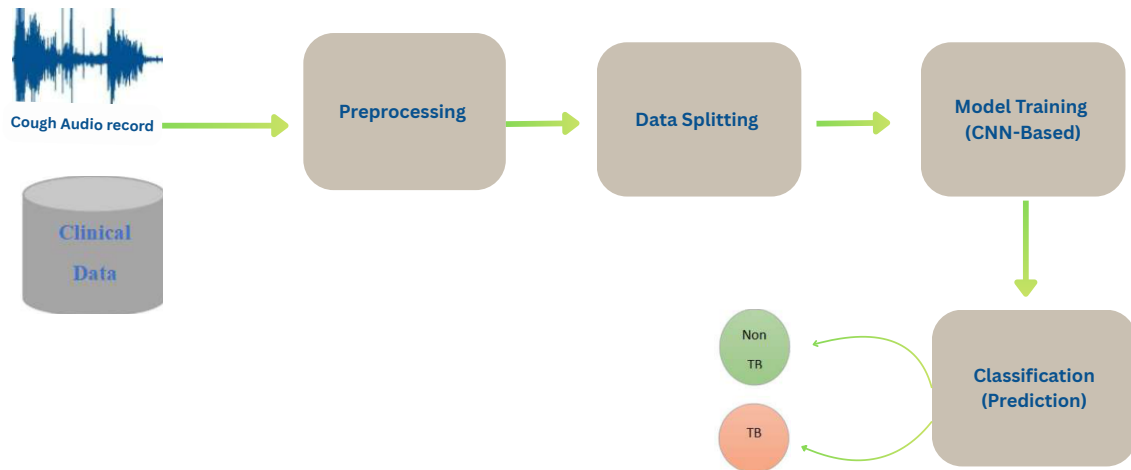 Cough Audio record
Clinical
Data
Preprocessing
Data Splitting
Model Training
(CNN-Based)
Classification
(Prediction)
Non
TB
TB